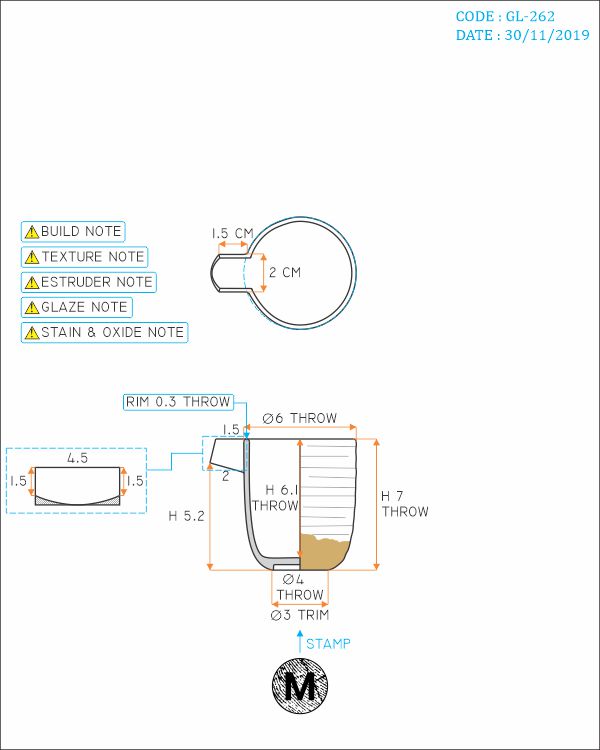 CODE : GL-262
DATE : 30/11/2019
1.5 CM
2 CM
BUILD NOTE
TEXTURE NOTE
ESTRUDER NOTE
GLAZE NOTE
STAIN & OXIDE NOTE
RIM 0.3 THROW
Ø6 THROW
1.5
4.5
1.5
1.5
2
H 6.1
THROW
H 7
THROW
H 5.2
Ø4
THROW
Ø3 TRIM
STAMP
M